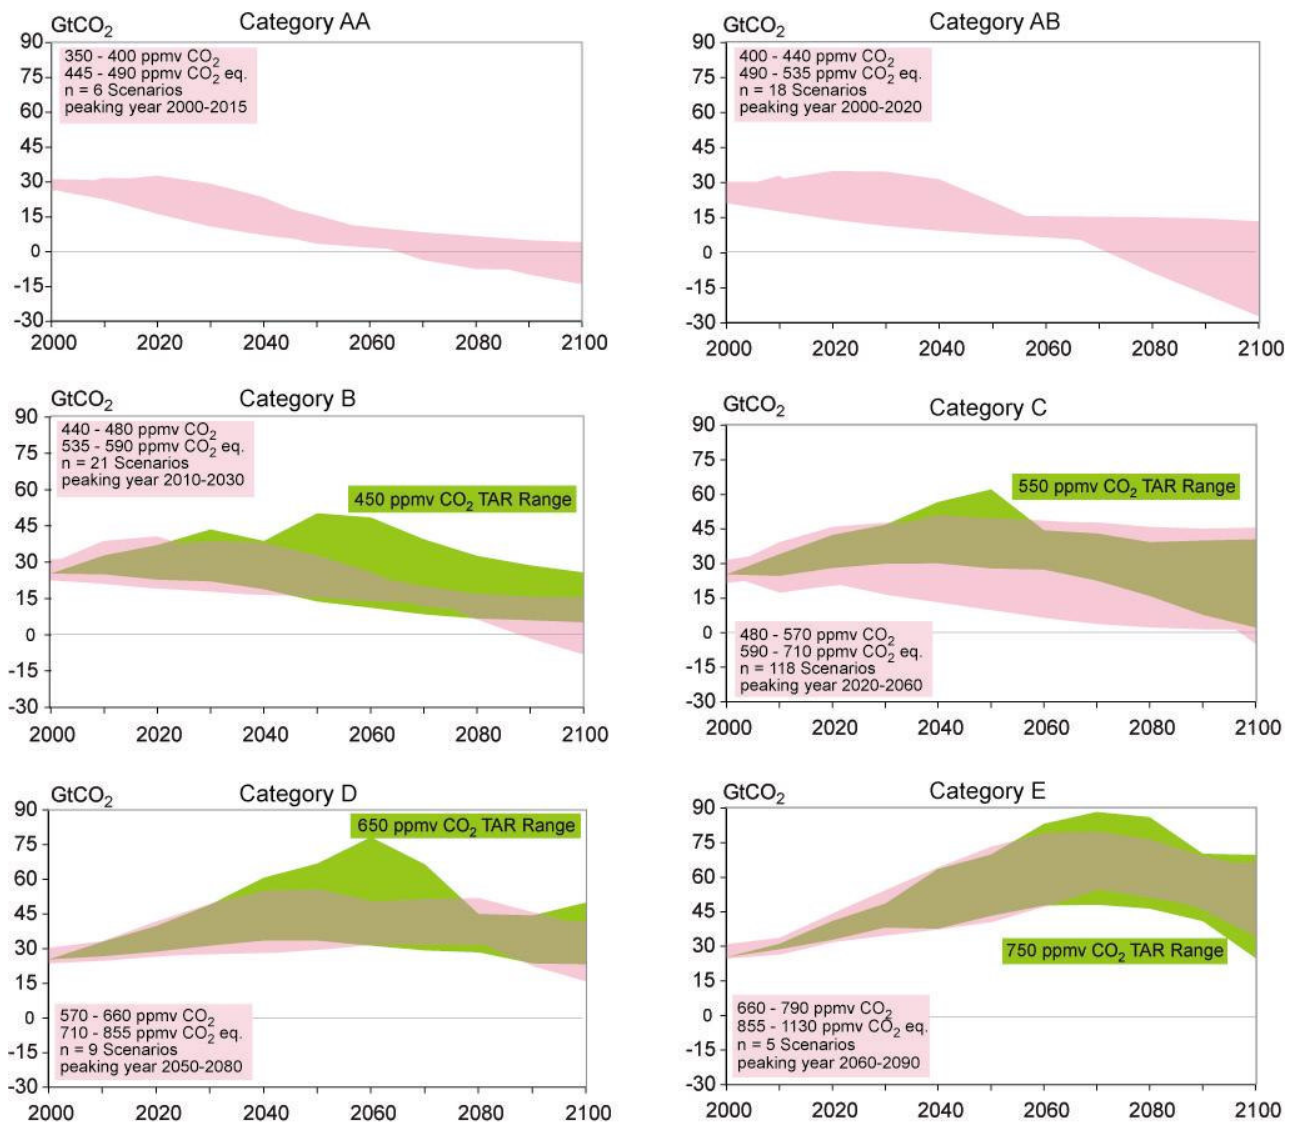 GtCO₂
Category AA
90
350 - 400 ppmv CO₂
445 - 490 ppmv CO₂ eq.
n = 6 Scenarios
peaking year 2000-2015
75
60
45
30
15
0
-15
-30
2000
2020
2040
2060
2080
2100
GtCO₂
Category AB
90
400 - 440 ppmv CO₂
490 - 535 ppmv CO₂ eq.
n = 18 Scenarios
peaking year 2000-2020
75
60
45
30
15
0
-15
-30
2000
2020
2040
2060
2080
2100
GtCO₂
Category B
90
440 - 480 ppmv CO₂
535 - 590 ppmv CO₂ eq.
n = 21 Scenarios
peaking year 2010-2030
450 ppmv CO₂ TAR Range
75
60
45
30
15
0
-15
-30
2000
2020
2040
2060
2080
2100
GtCO₂
Category C
90
75
550 ppmv CO₂ TAR Range
60
45
30
15
0
-15
-30
480 - 570 ppmv CO₂
590 - 710 ppmv CO₂ eq.
n = 118 Scenarios
peaking year 2020-2060
2000
2020
2040
2060
2080
2100
GtCO₂
Category D
90
650 ppmv CO₂ TAR Range
75
60
45
30
15
0
-15
-30
570 - 660 ppmv CO₂
710 - 855 ppmv CO₂ eq.
n = 9 Scenarios
peaking year 2050-2080
2000
2020
2040
2060
2080
2100
GtCO₂
Category E
90
75
60
45
30
750 ppmv CO₂ TAR Range
15
0
-15
-30
660 - 790 ppmv CO₂
855 - 1130 ppmv CO₂ eq.
n = 5 Scenarios
peaking year 2060-2090
2000
2020
2040
2060
2080
2100